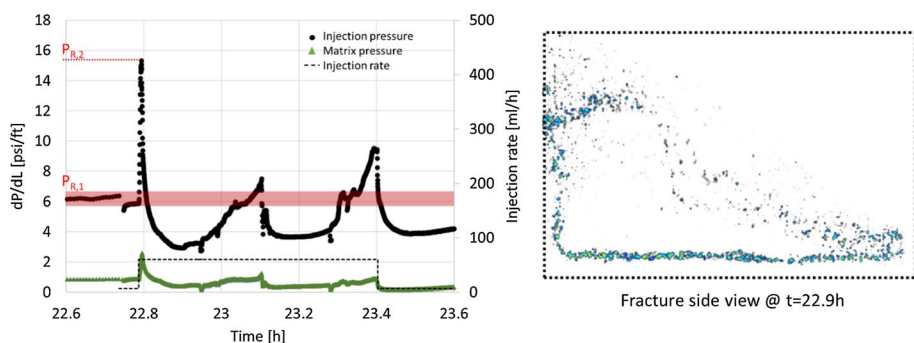 18
16
14
12
10
8
6
4
2
0
dP/dL [psi/ft]
P_R,2
P_R,1
Injection pressure
Matrix pressure
Injection rate
500
400
300
200
100
0
Injection rate [ml/h]
22.6 22.8 23 23.2 23.4 23.6
Time [h]
Fracture side view @ t=22.9h